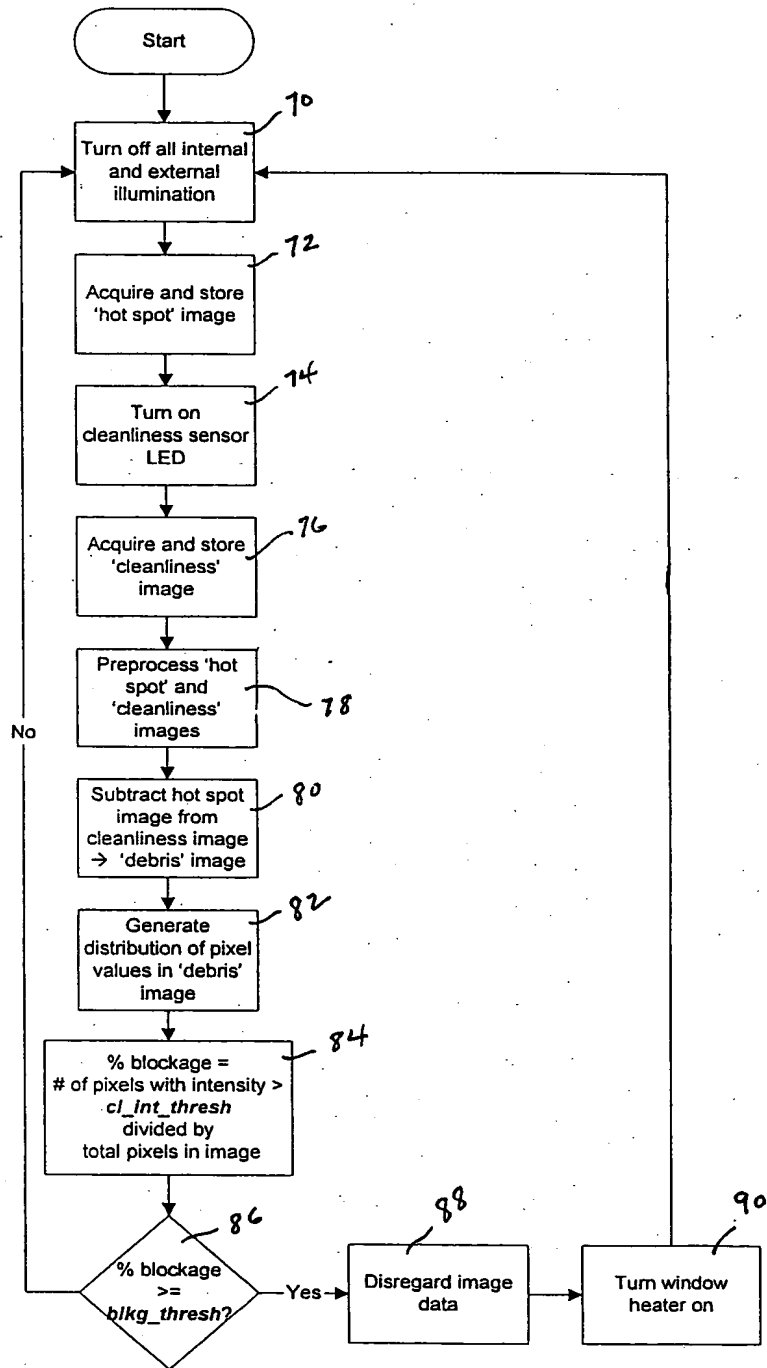 Start
70
Turn off all internal
and external
illumination
72
Acquire and store
'hot spot' image
74
Turn on
cleanliness sensor
LED
76
Acquire and store
'cleanliness'
image
Preprocess 'hot
spot' and
'cleanliness'
images
78
No
Subtract hot spot
image from
cleanliness image
→ 'debris' image
80
Generate
distribution of pixel
values in 'debris'
image
82
% blockage =
# of pixels with intensity >
cl_int_thresh
divided by
total pixels in image
84
% blockage
>=
blkg_thresh?
86
Yes
Disregard image
data
88
Turn window
heater on
90